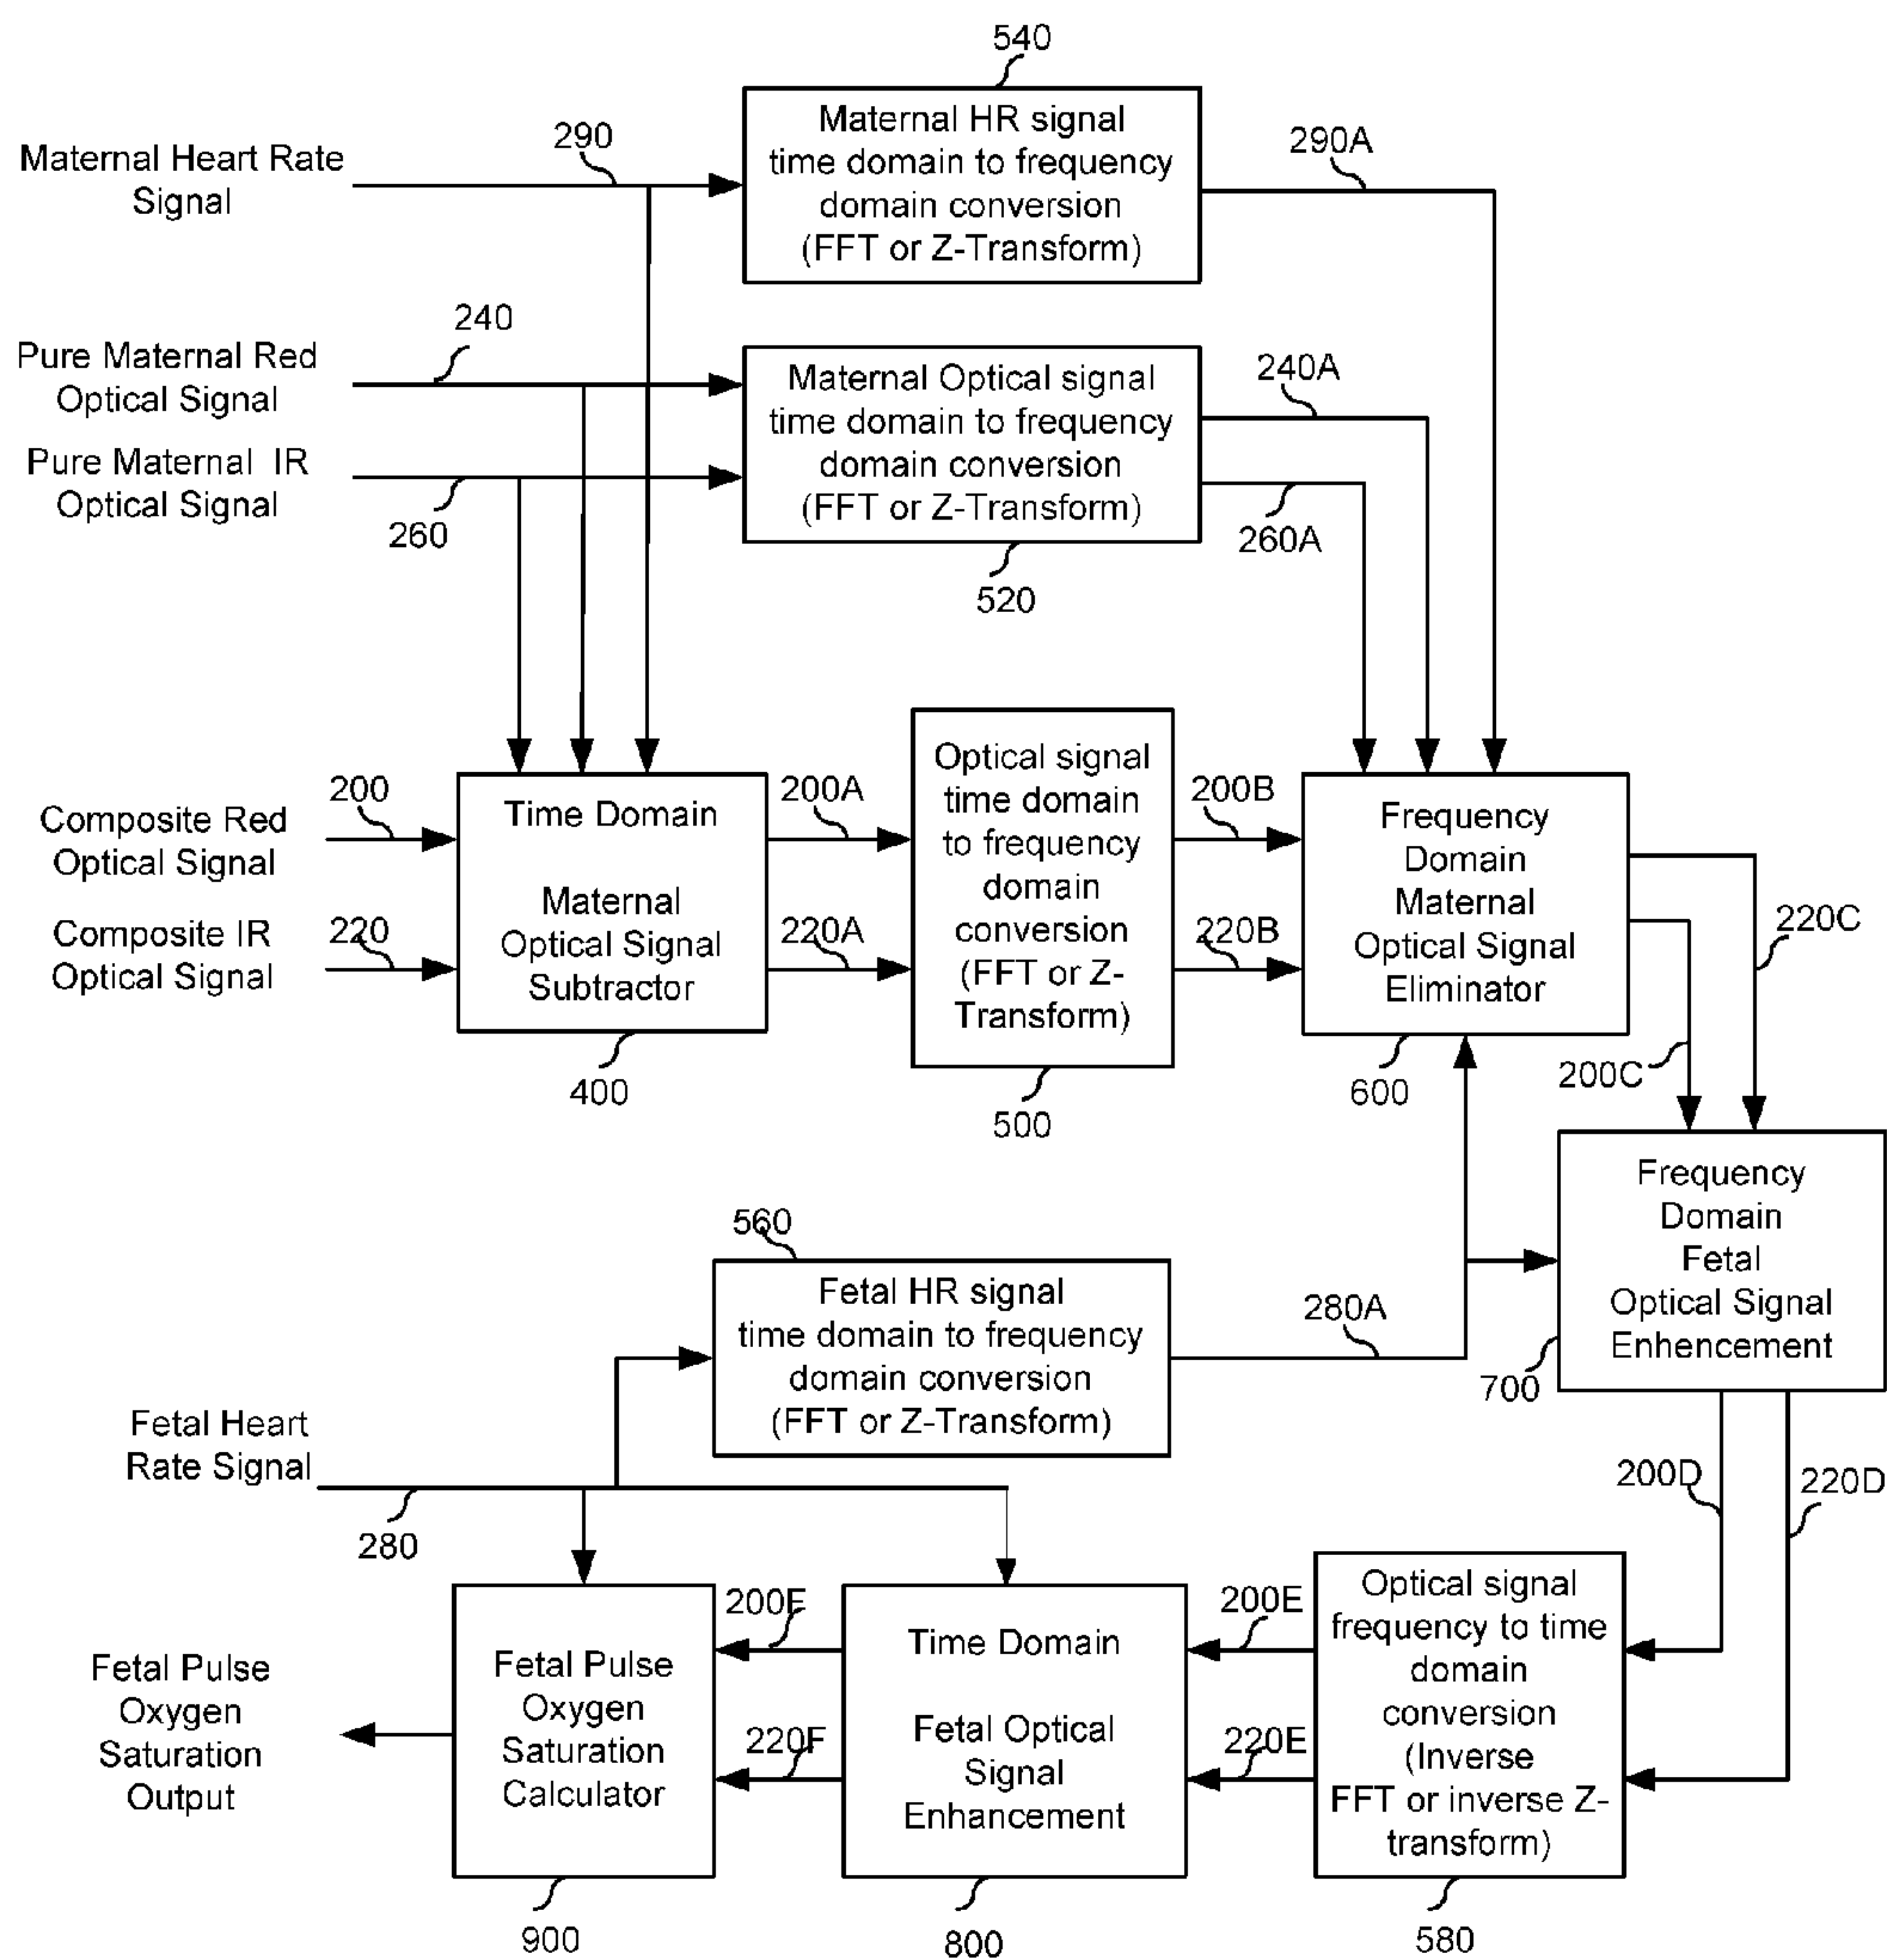 540
Maternal Heart Rate
Signal
290
Maternal HR signal
time domain to frequency
domain conversion
(FFT or Z-Transform)
290A
240
Pure Maternal Red
Optical Signal
Pure Maternal IR
Optical Signal
260
Maternal Optical signal
time domain to frequency
domain conversion
(FFT or Z-Transform)
240A
260A
520
Composite Red
Optical Signal
Composite IR
Optical Signal
200
220
Time Domain
Maternal
Optical Signal
Subtractor
400
200A
220A
Optical signal
time domain
to frequency
domain
conversion
(FFT or Z-
Transform)
500
200B
220B
Frequency
Domain
Maternal
Optical Signal
Eliminator
600
220C
200C
Frequency
Domain
Fetal
Optical Signal
Enhencement
700
560
Fetal HR signal
time domain to frequency
domain conversion
(FFT or Z-Transform)
280A
Fetal Heart
Rate Signal
280
200D
220D
Optical signal
frequency to time
domain
conversion
(Inverse
FFT or inverse Z-
transform)
580
200E
220E
Time Domain
Fetal Optical
Signal
Enhancement
800
200F
220F
Fetal Pulse
Oxygen
Saturation
Calculator
900
Fetal Pulse
Oxygen
Saturation
Output